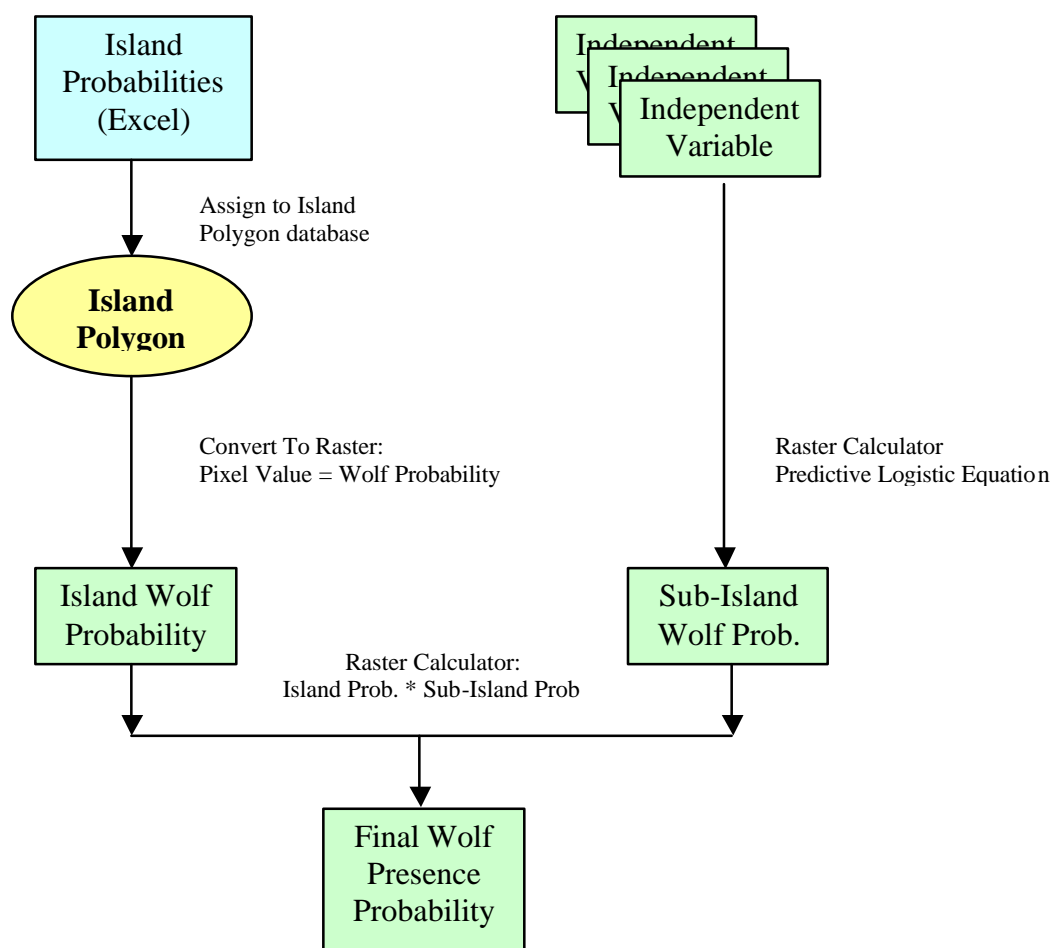 Island
Probabilities
(Excel)
Independent
V
Independent
V
Independent
Variable
Assign to Island
Polygon database
Island
Polygon
Convert To Raster:
Pixel Value = Wolf Probability
Raster Calculator
Predictive Logistic Equation
Island Wolf
Probability
Sub-Island
Wolf Prob.
Raster Calculator:
Island Prob. * Sub-Island Prob
Final Wolf
Presence
Probability